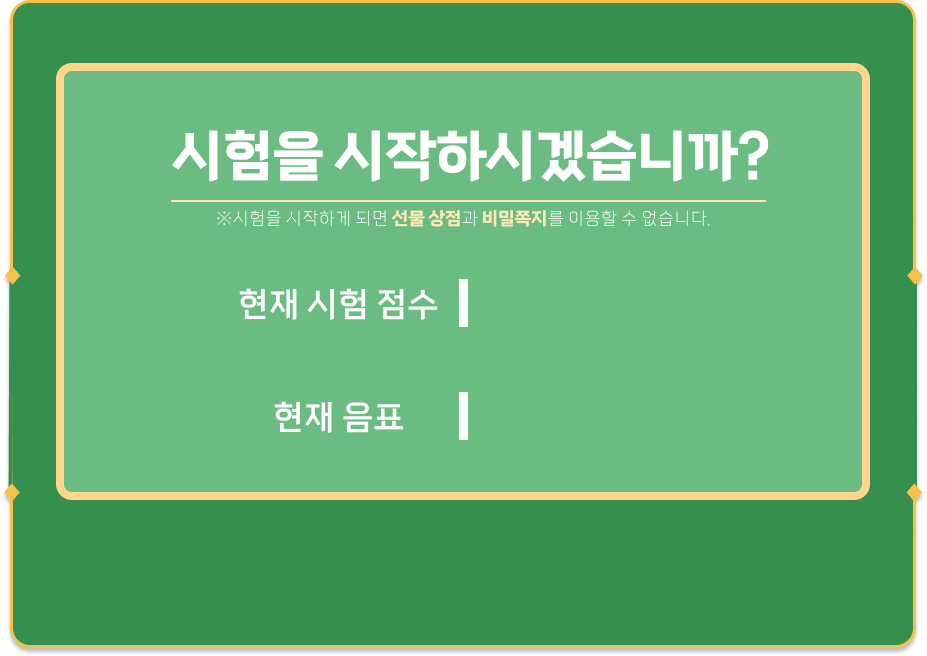 시험을 시작하시겠습니까?
※시험을 시작하게 되면 선물 상점과 비밀쪽지를 이용할 수 없습니다.
현재 시험 점수
현재 음표